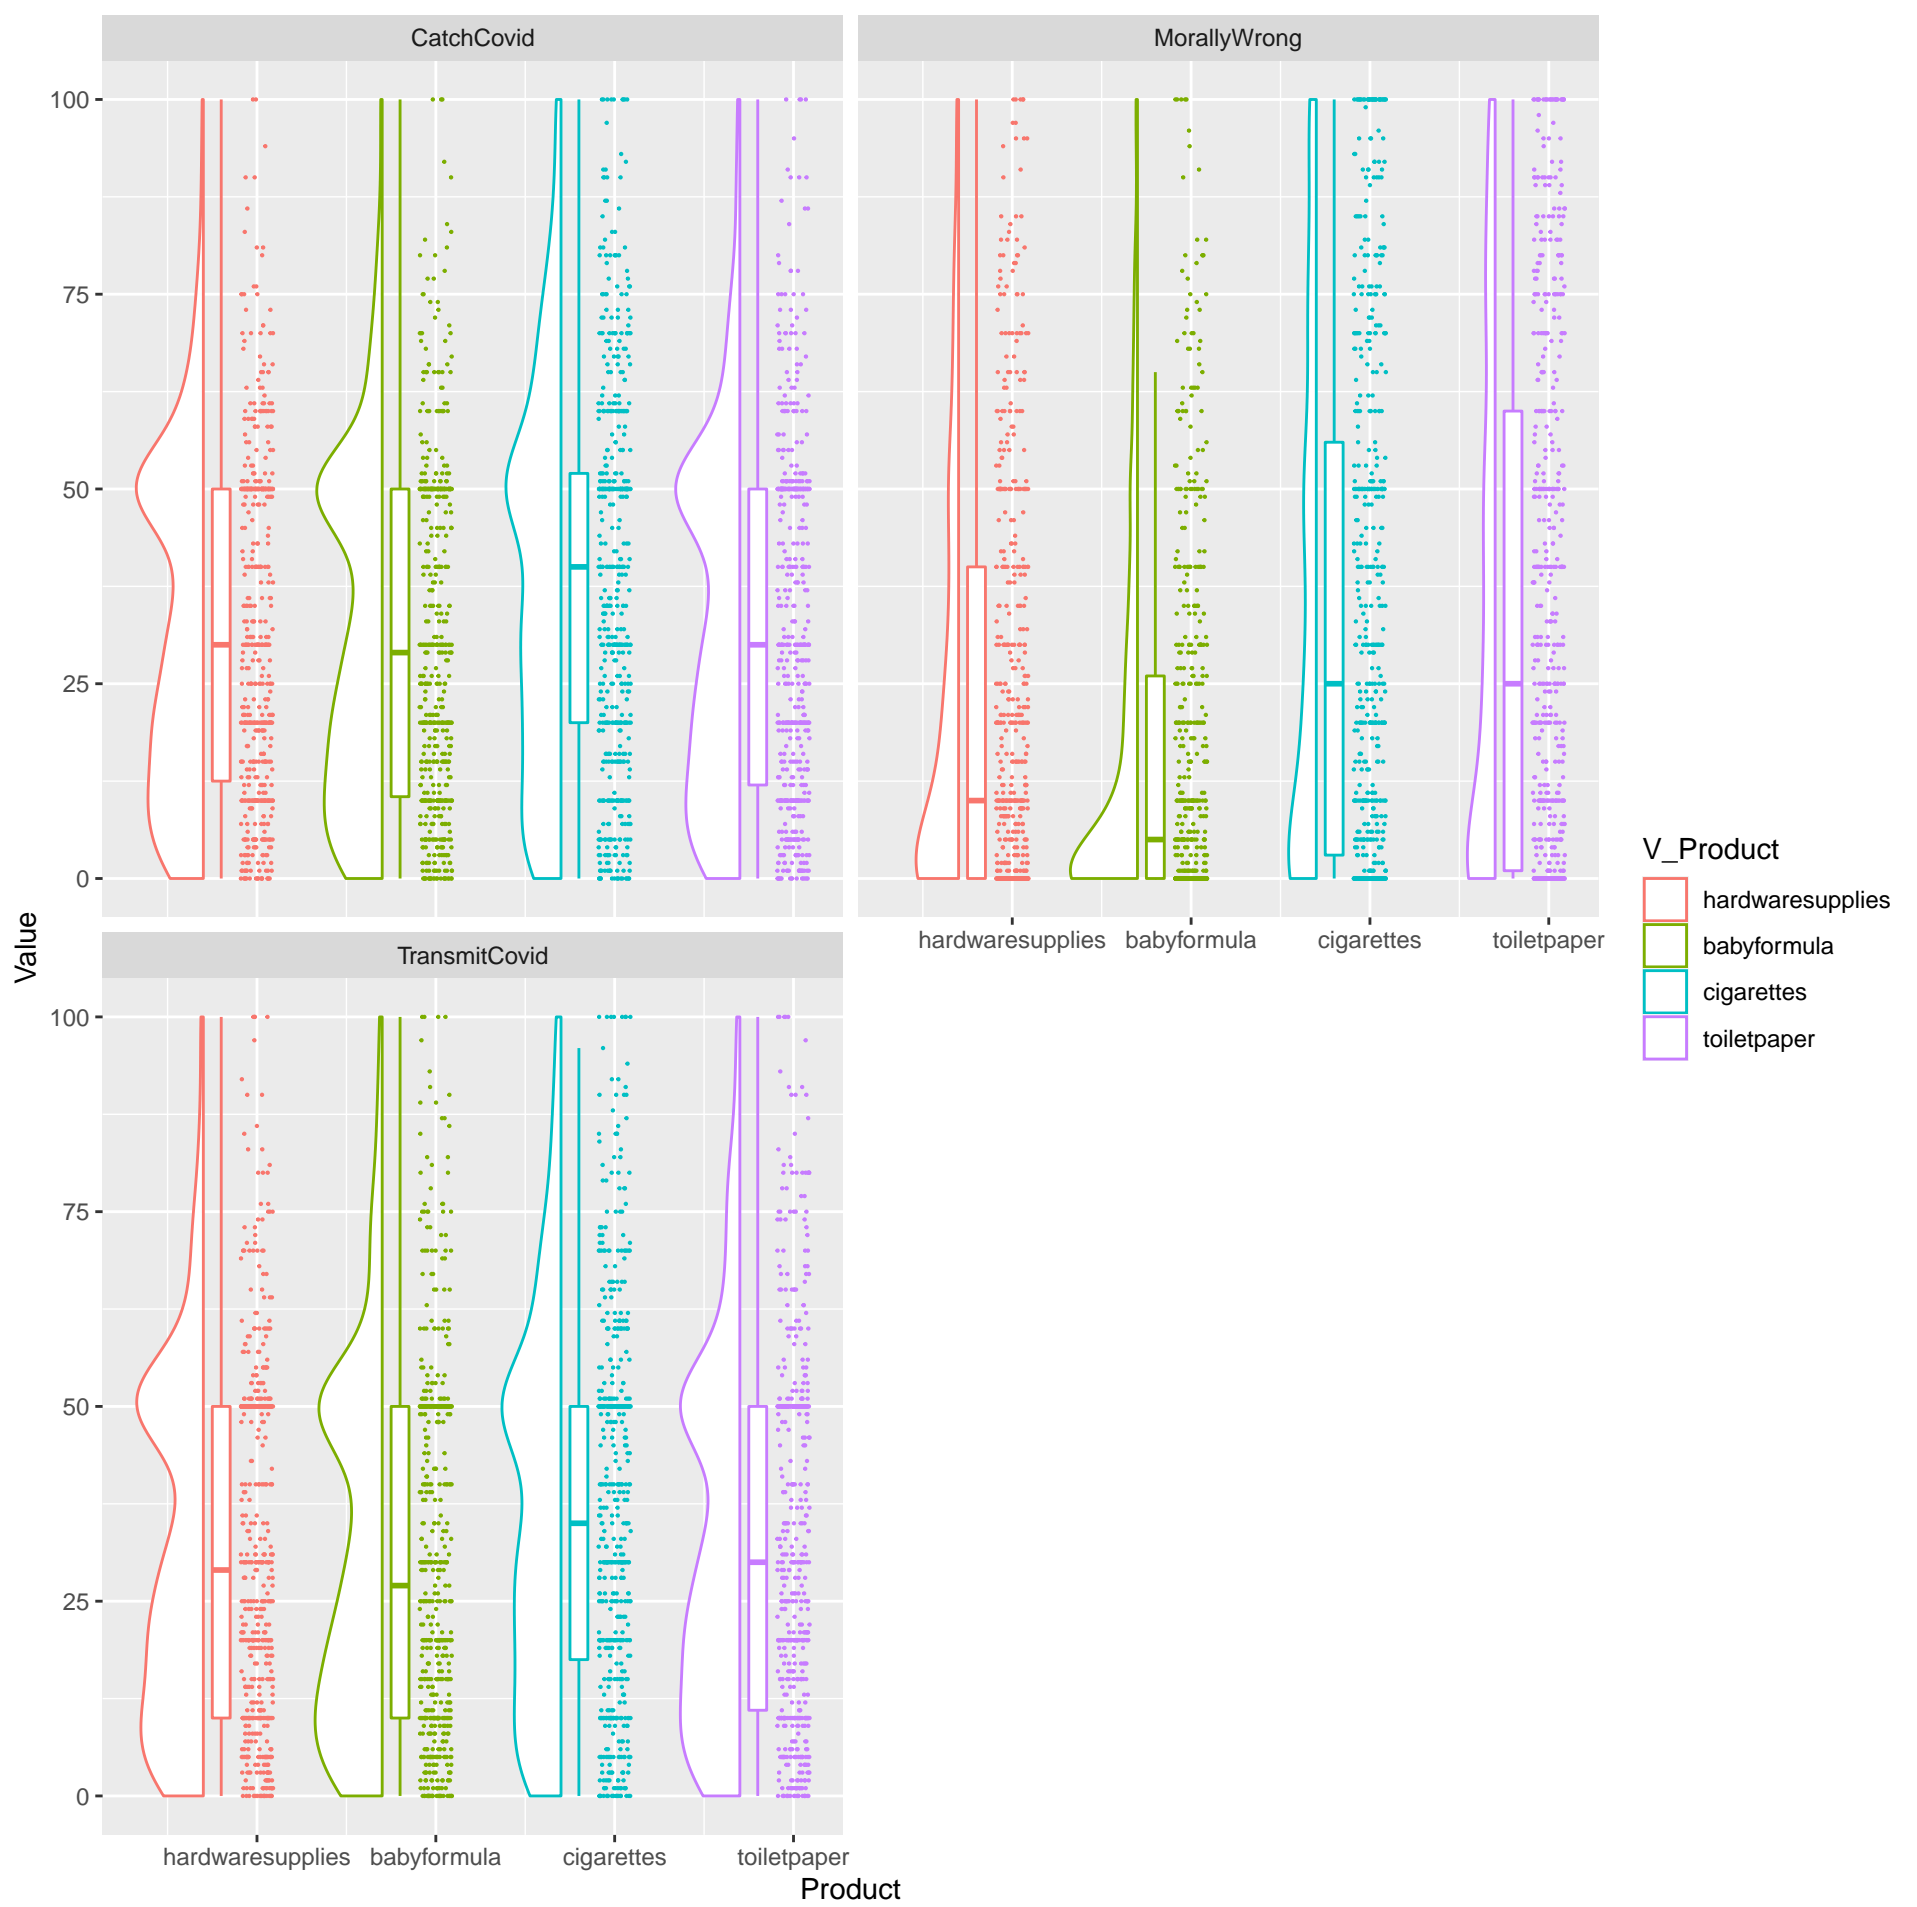 CatchCovid
MorallyWrong
100
75
50
25
0
hardwaresupplies babyformula cigarettes toiletpaper
TransmitCovid
100
75
50
25
0
hardwaresupplies babyformula cigarettes toiletpaper
Value
Product
V_Product
hardwaresupplies
babyformula
cigarettes
toiletpaper